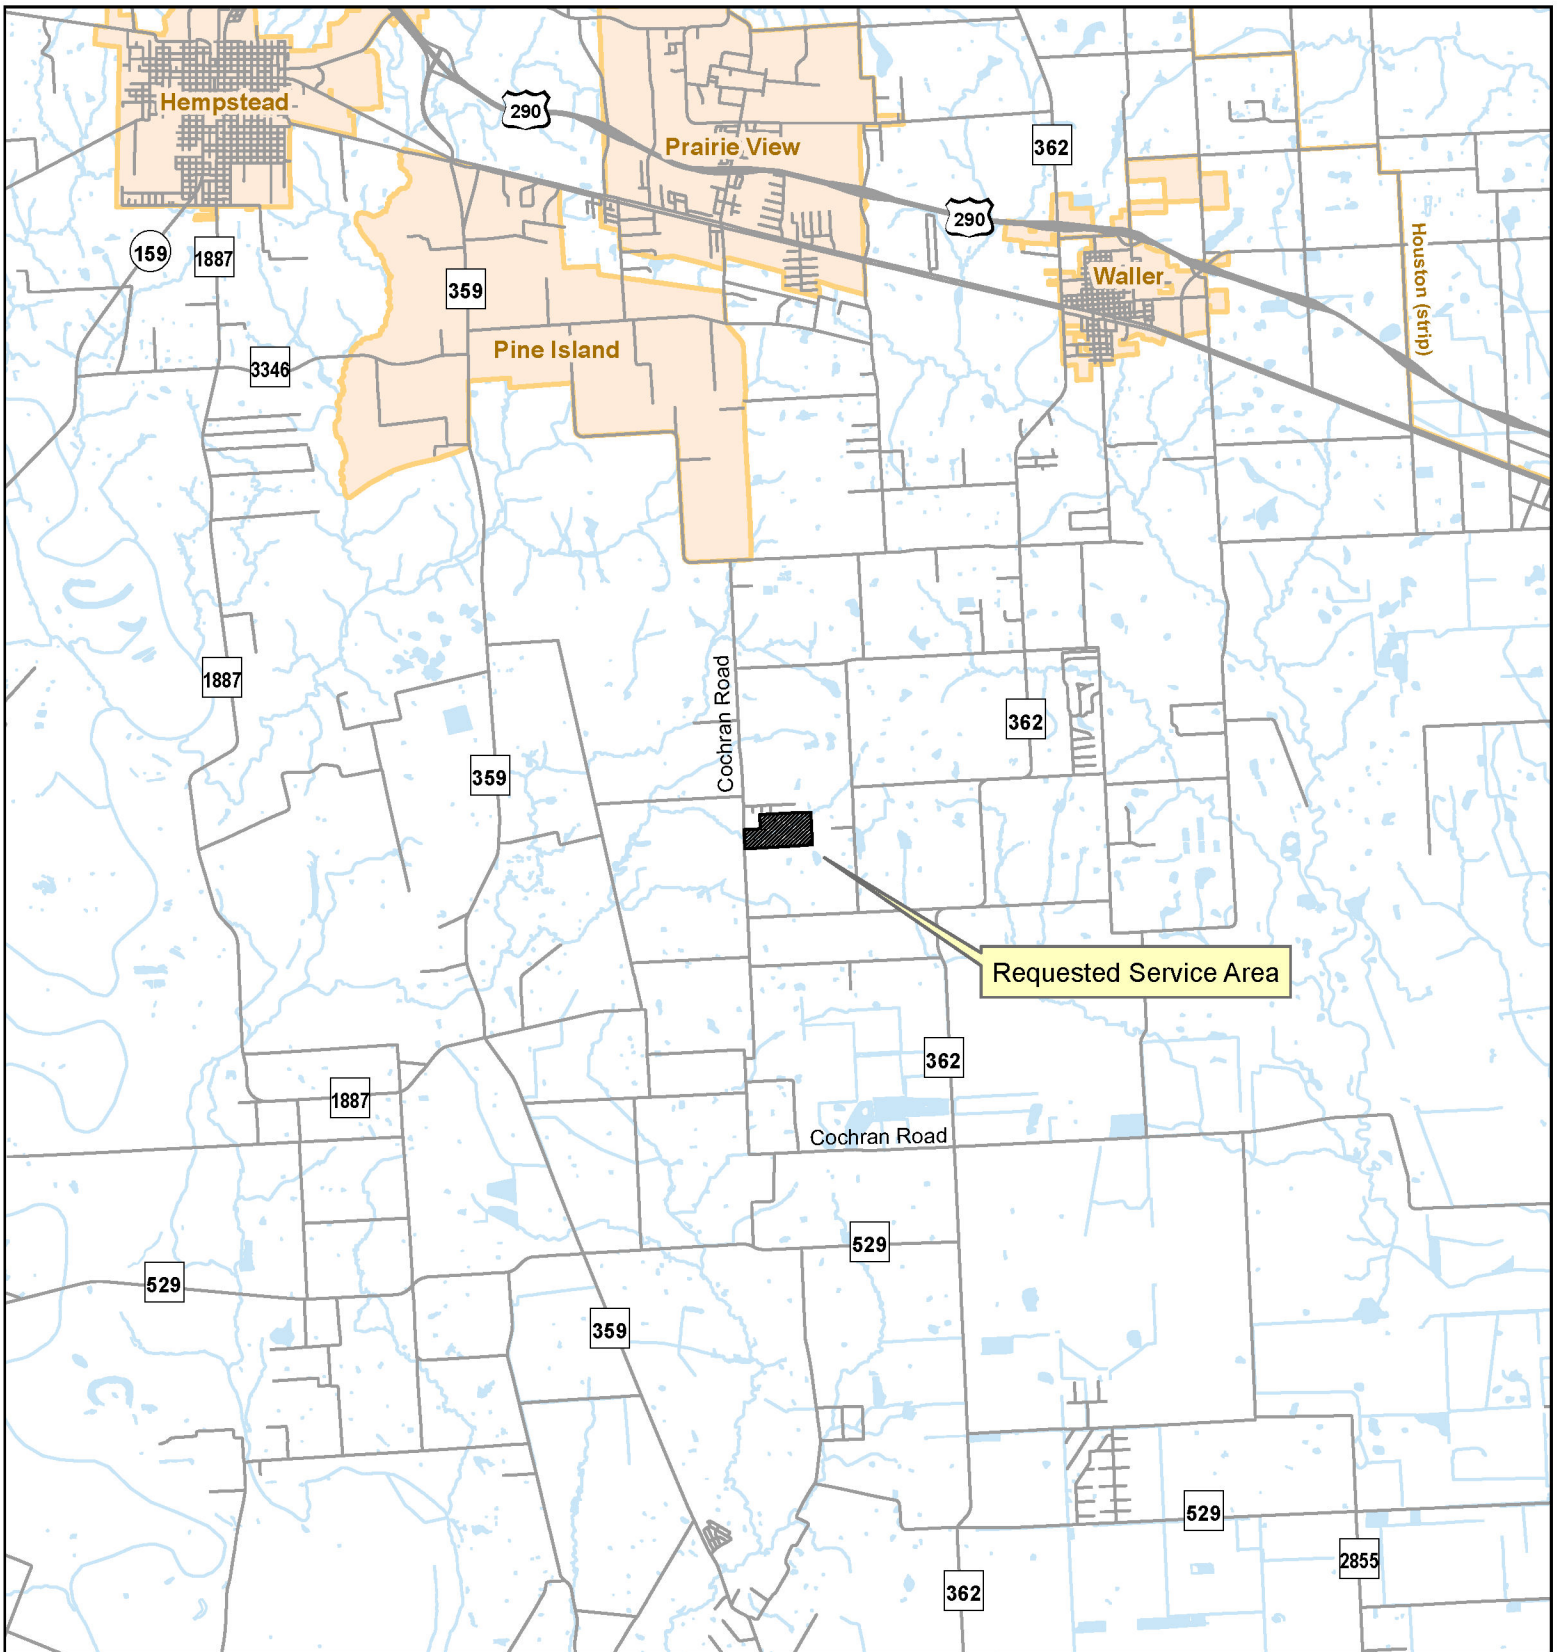 Hempstead
290
Prairie View
362
290
159
1887
359
Waller
Houston (strip)
Pine Island
3346
1887
Cochran Road
362
359
Requested Service Area
362
1887
Cochran Road
529
529
359
529
2855
362